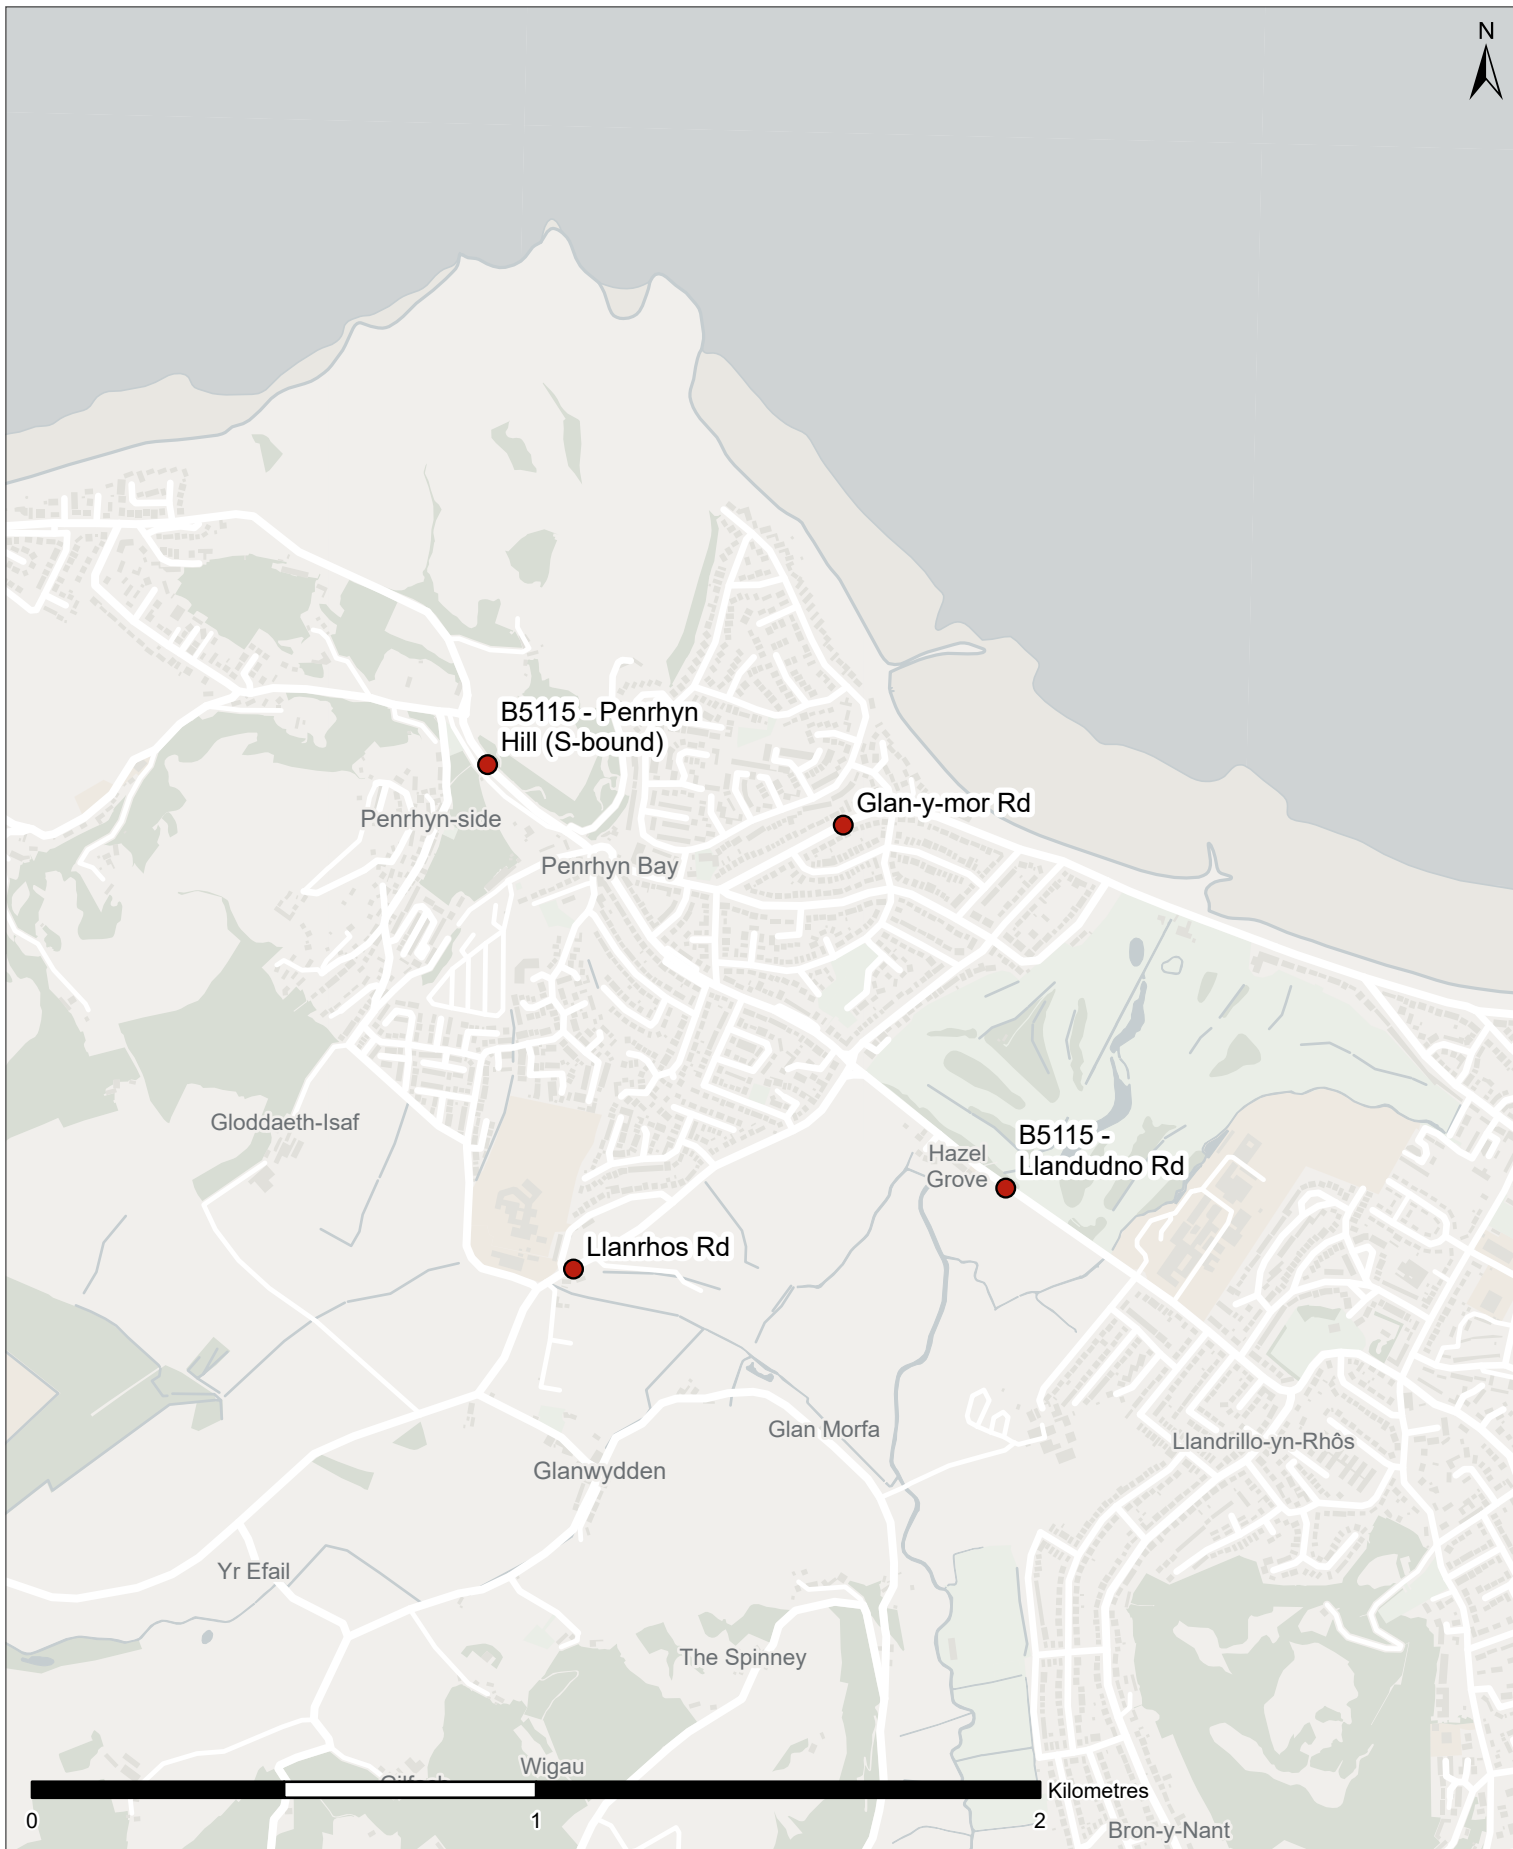 N
B5115 - Penrhyn
Hill (S-bound)
Glan-y-mor Rd
Penrhyn-side
Penrhyn Bay
Gloddaeth-Isaf
B5115 -
Llandudno Rd
Hazel
Grove
Llanrhos Rd
Glan Morfa
Llandrillo-yn-Rhôs
Glanwydden
Yr Efail
The Spinney
Wigau
Kilometres
0
1
2
Bron-y-Nant